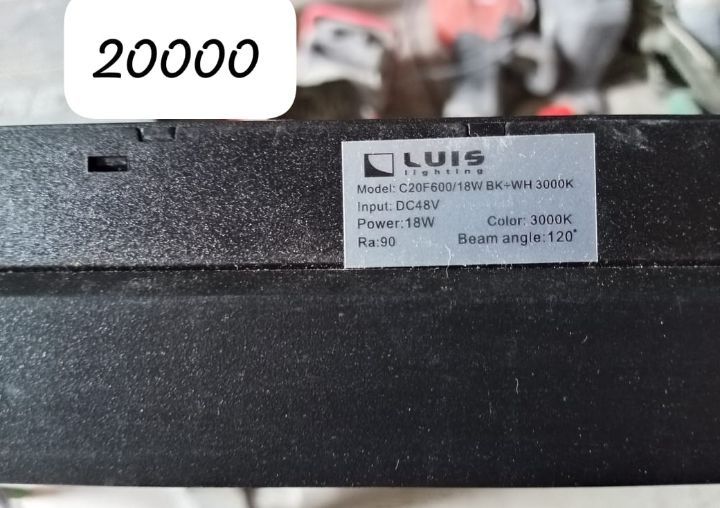 20000
LUIS
lighting
Model: C20F600/18W BK+WH 3000K
Input: DC48V
Power:18W Color: 3000K
Ra:90 Beam angle:120°